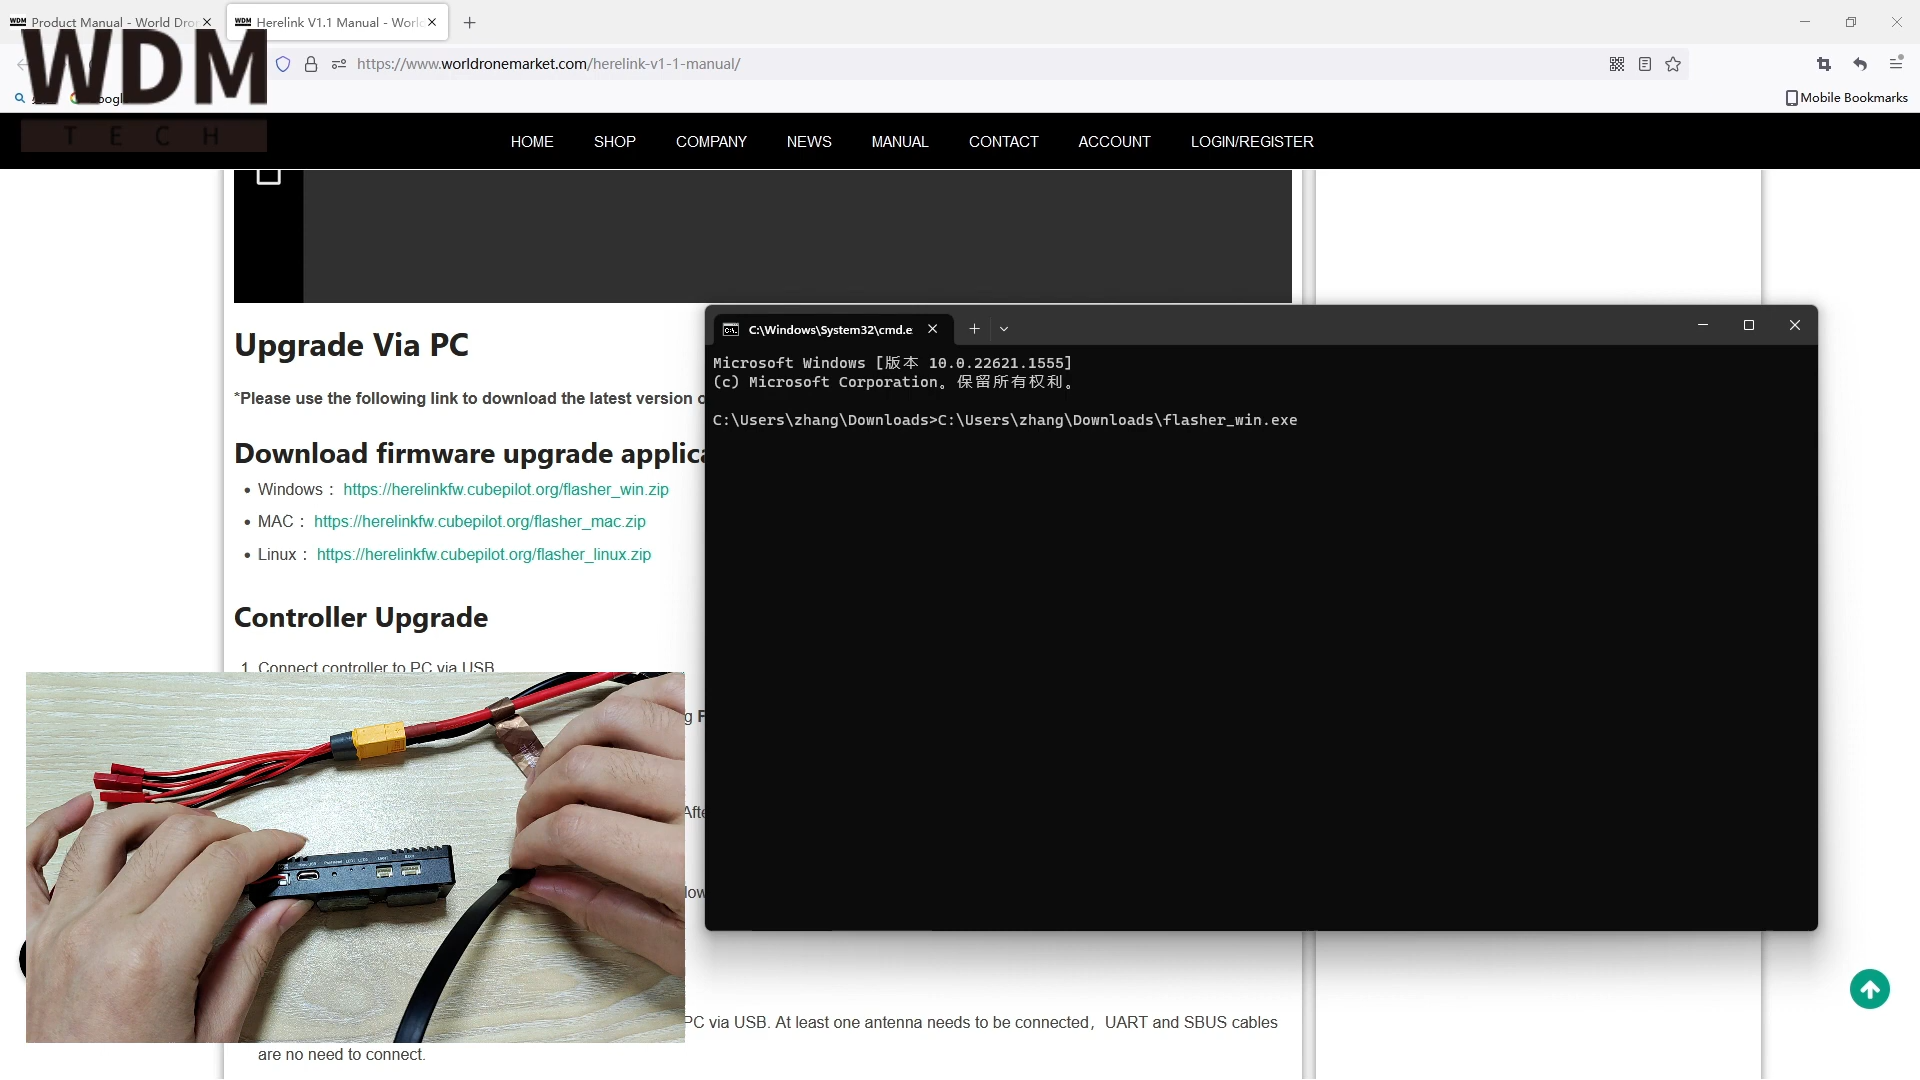 Product Manual - World Dro
Herelink V1.1 Manual - Worl
WDM
TECH
https://www.worldronemarket.com/herelink-v1-1-manual/
Mobile Bookmarks
HOME SHOP COMPANY NEWS MANUAL CONTACT ACCOUNT LOGIN/REGISTER
Upgrade Via PC
*Please use the following link to download the latest version o
Download firmware upgrade applica
• Windows： https://herelinkfw.cubepilot.org/flasher_win.zip
• MAC： https://herelinkfw.cubepilot.org/flasher_mac.zip
• Linux： https://herelinkfw.cubepilot.org/flasher_linux.zip
Controller Upgrade
1. Connect controller to PC via USB
g F
Afte
low
PC via USB. At least one antenna needs to be connected，UART and SBUS cables
are no need to connect.
C:\Windows\System32\cmd.e
Microsoft Windows [版本 10.0.22621.1555]
(c) Microsoft Corporation。保留所有权利。
C:\Users\zhang\Downloads>C:\Users\zhang\Downloads\flasher_win.exe